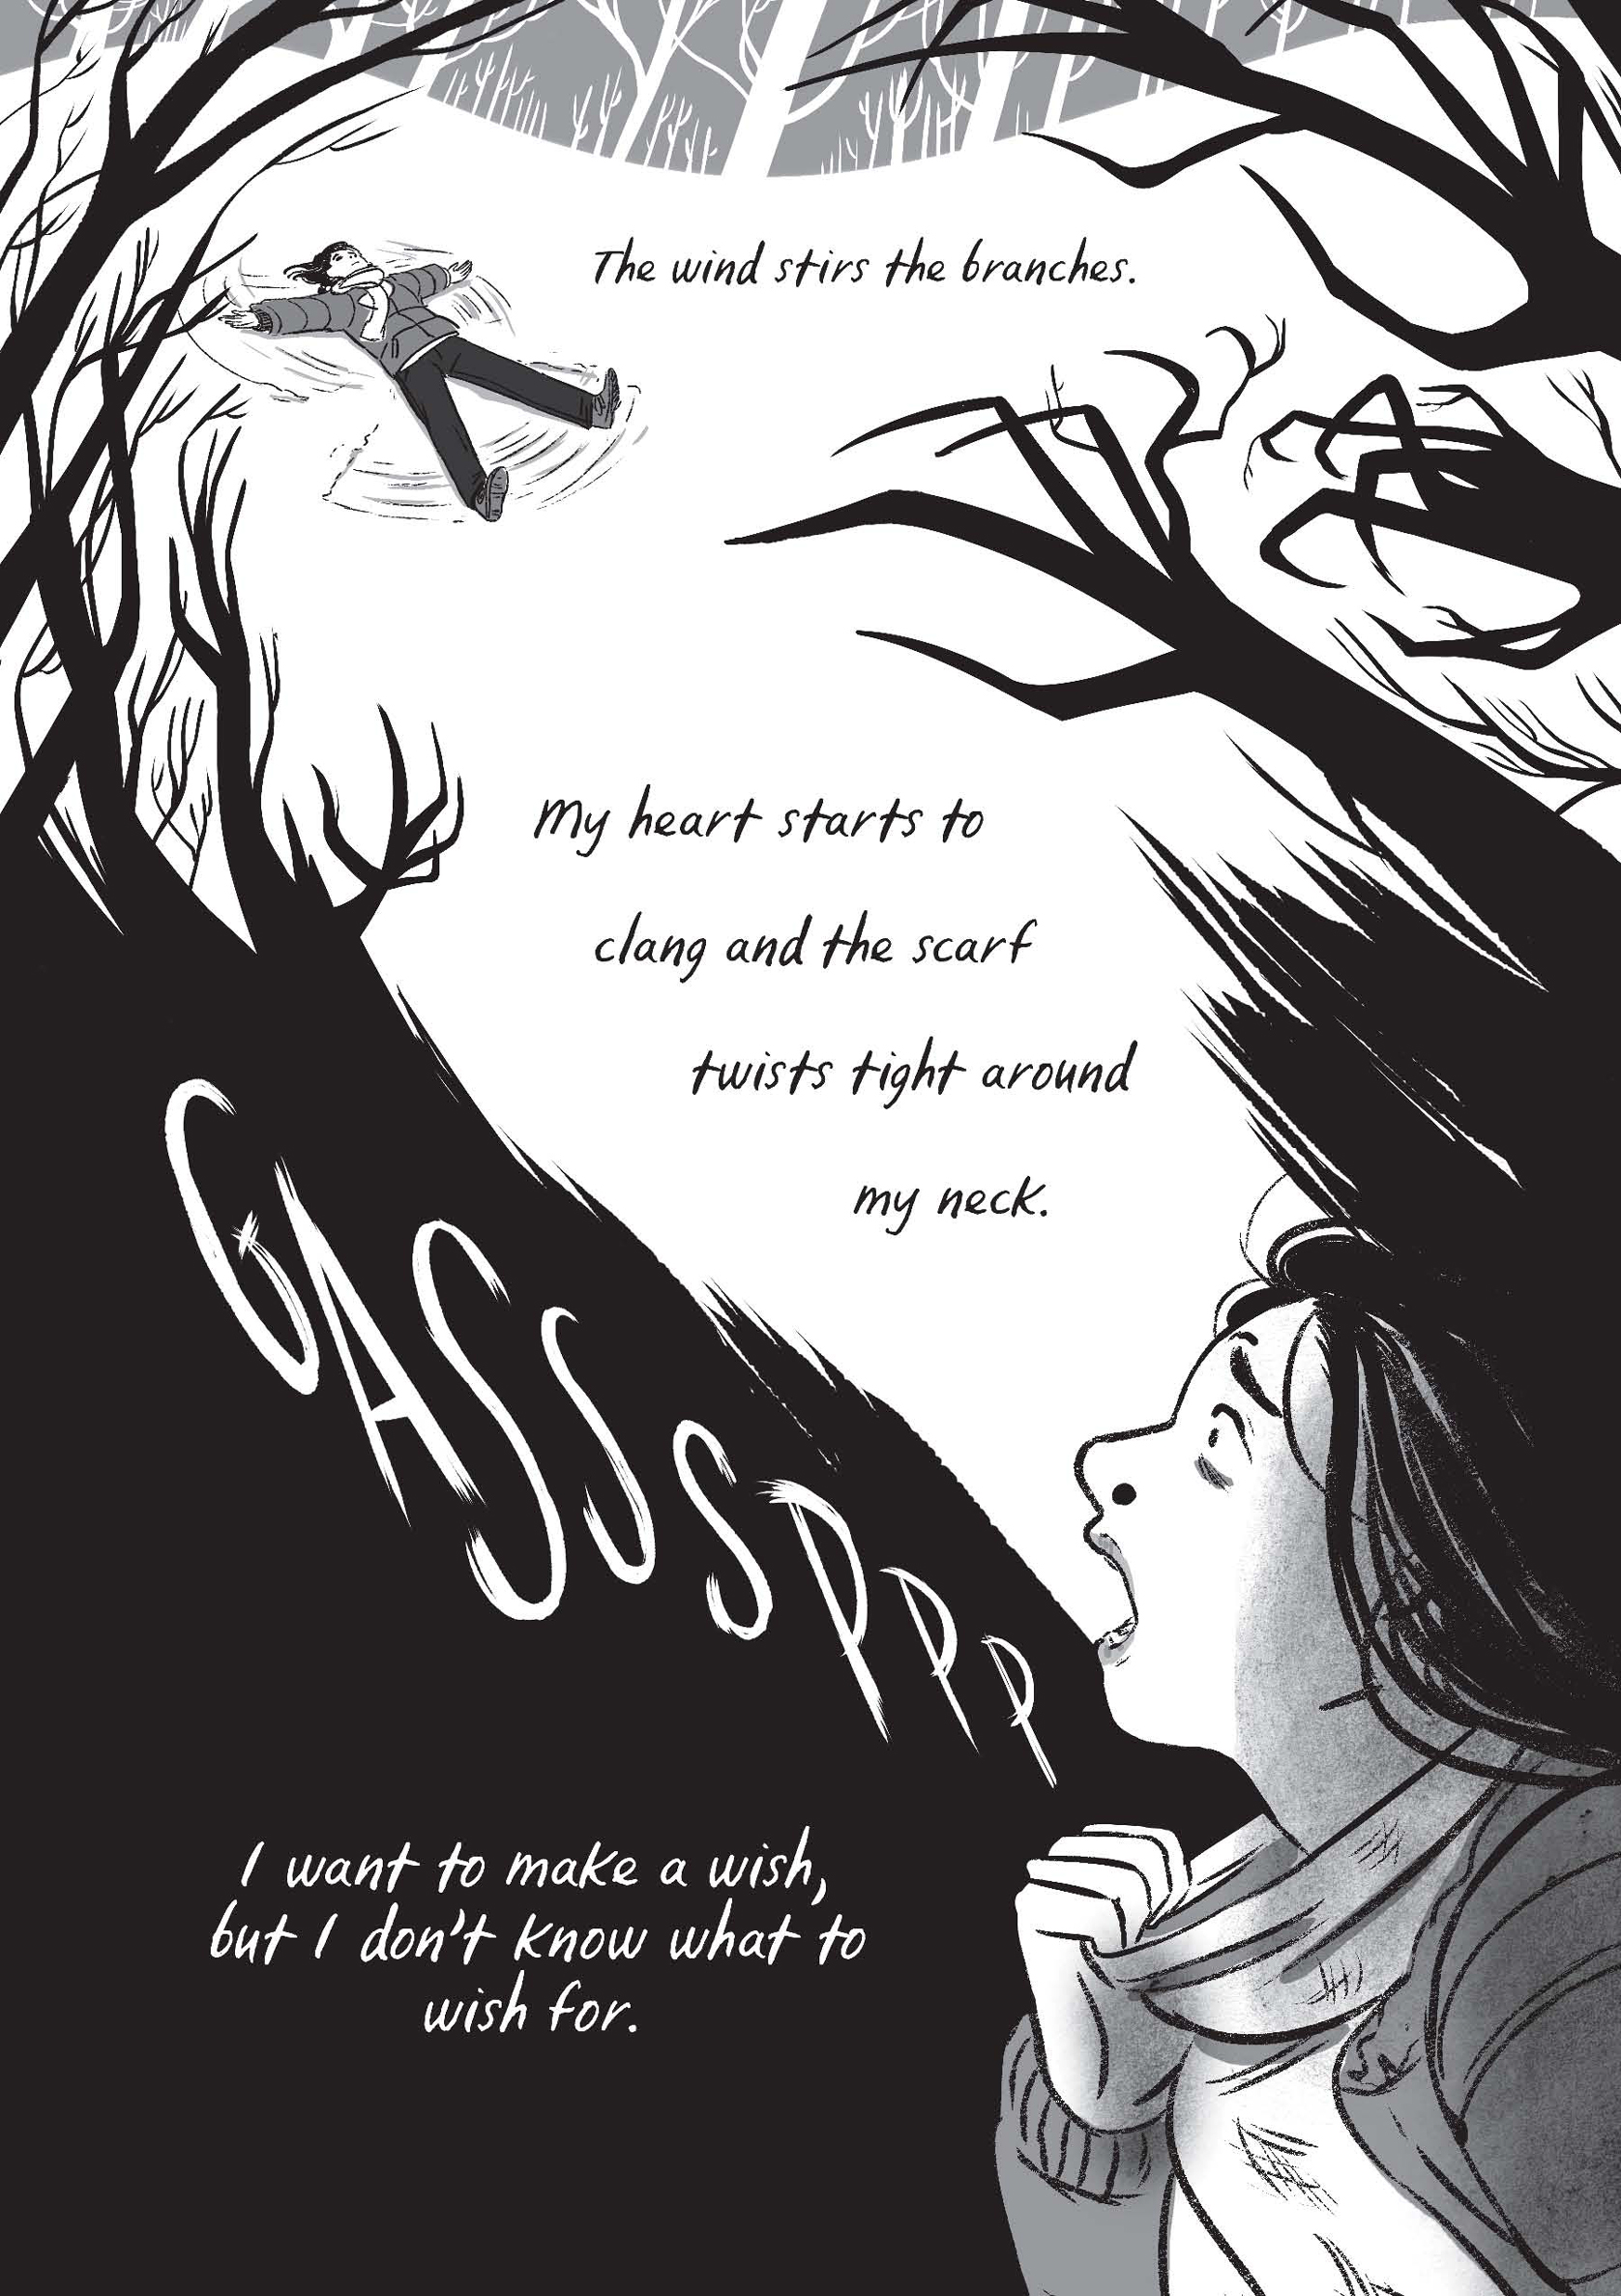 The wind stirs the branches.
My heart starts to
clang and the scarf
twists tight around
my neck.
GASSSPPP
I want to make a wish,
but I don't know what to
wish for.